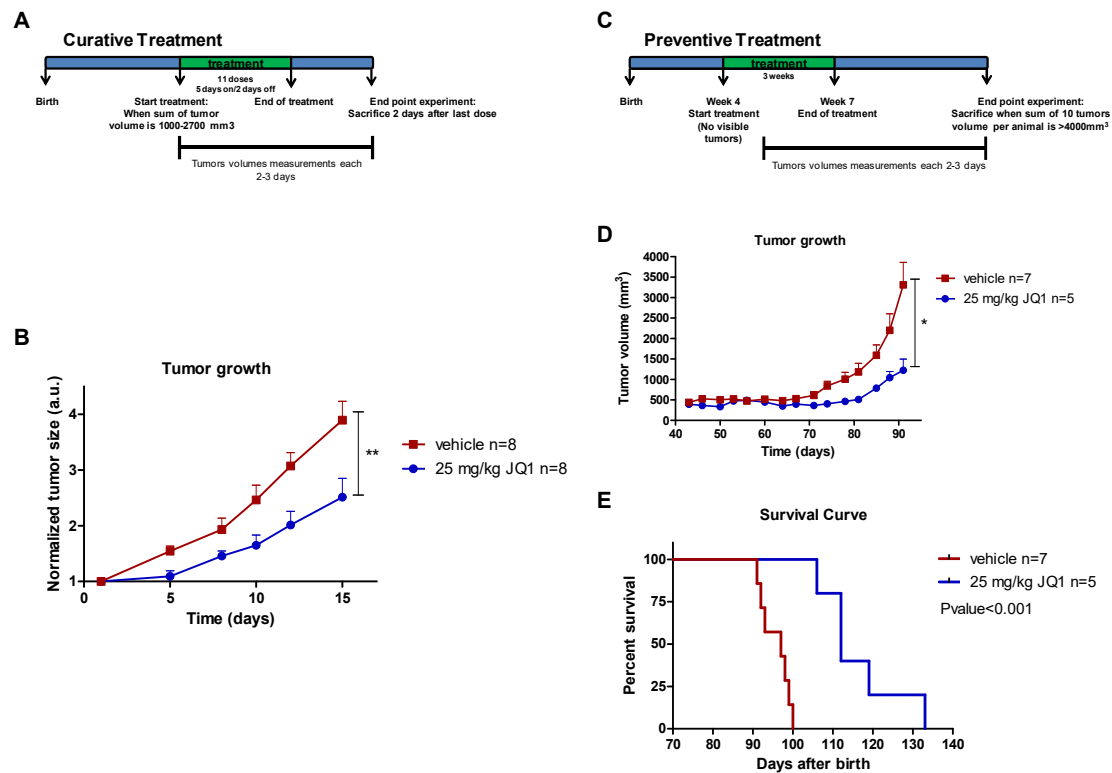 A
Curative Treatment
treatment
11 doses
5 days on/2 days off
Birth
Start treatment:
When sum of tumor
volume is 1000-2700 mm3
End of treatment
End point experiment:
Sacrifice 2 days after last dose
Tumors volumes measurements each
2-3 days
B
Tumor growth
Normalized tumor size (a.u.)
4
3
2
1
0
5
10
15
Time (days)
vehicle n=8
25 mg/kg JQ1 n=8
**
C
Preventive Treatment
treatment
3 weeks
Birth
Week 4
Start treatment
(No visible
tumors)
Week 7
End of treatment
End point experiment:
Sacrifice when sum of 10 tumors
volume per animal is >4000mm³
Tumors volumes measurements each 2-3 days
D
Tumor growth
Tumor volume (mm³)
4000
3500
3000
2500
2000
1500
1000
500
0
40
50
60
70
80
90
Time (days)
vehicle n=7
25 mg/kg JQ1 n=5
*
E
Survival Curve
Percent survival
100
75
50
25
0
70
80
90
100
110
120
130
140
Days after birth
vehicle n=7
25 mg/kg JQ1 n=5
Pvalue<0.001